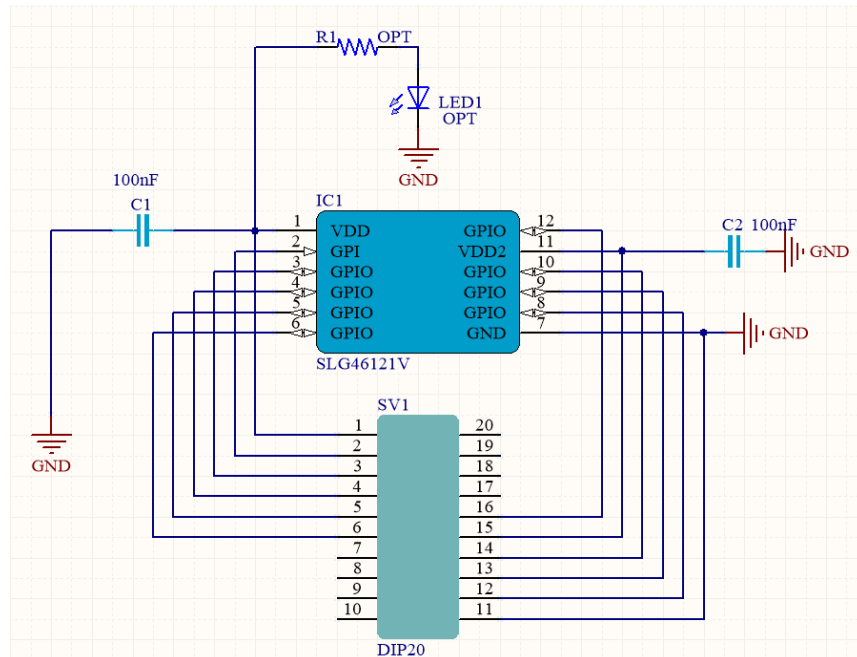 R1 OPT
LED1
OPT
GND
100nF
C1
IC1
1 VDD GPIO 12
2 GPI VDD2 11
3 GPIO GPIO 10
4 GPIO GPIO 9
5 GPIO GPIO 8
6 GPIO GND 7
SLG46121V
C2 100nF
GND
GND
GND
SV1
1 20
2 19
3 18
4 17
5 16
6 15
7 14
8 13
9 12
10 11
DIP20